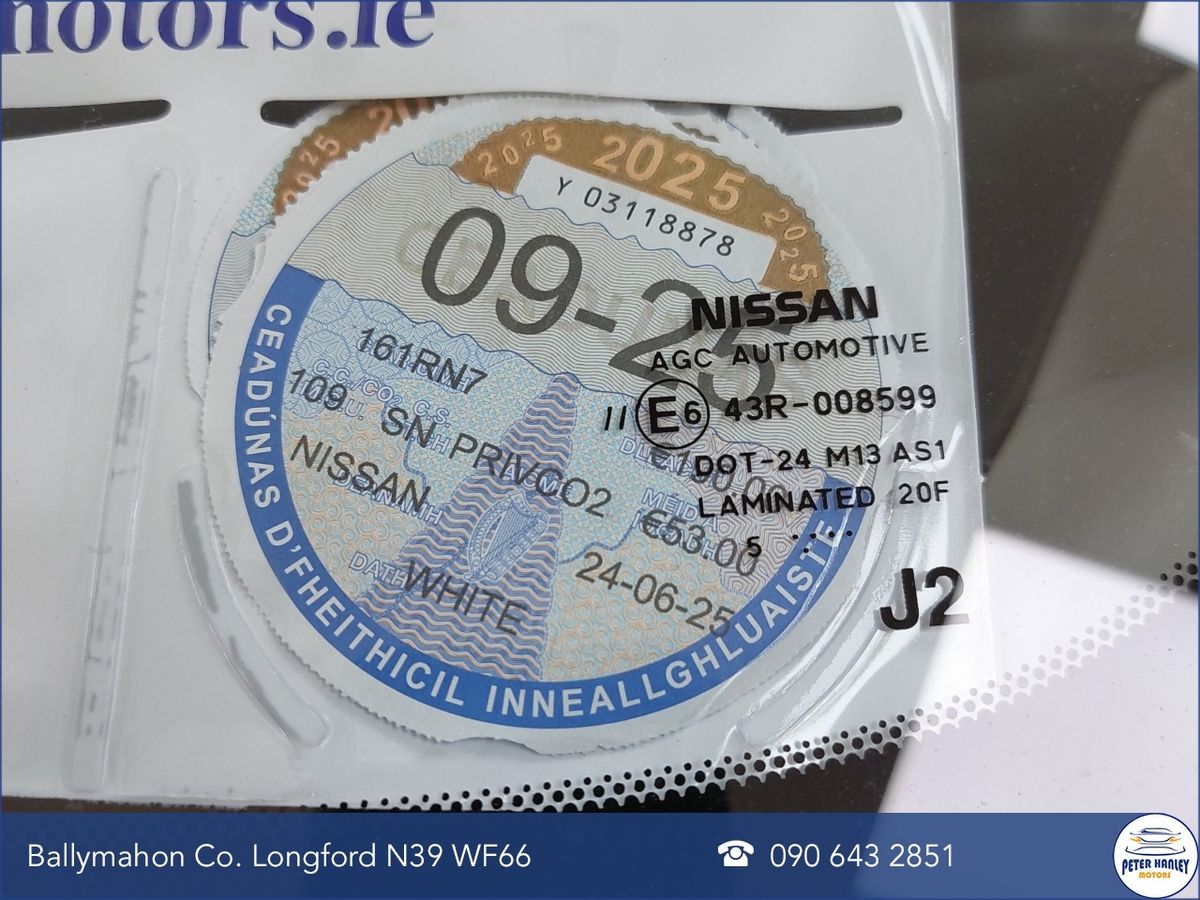 motors.ie
2025 2025 2025
Y 03118878
09-25
161RN7
109 SN PRIVCO2
NISSAN €53.00
WHITE 24-06-25
CEADÚNAS D'FHEITHICIL INNEALLGHLUAISTE
NISSAN
AGC AUTOMOTIVE
II E6 43R-008599
DOT-24 M13 AS1
LAMINATED 20F
5 ....
J2
Ballymahon Co. Longford N39 WF66
090 643 2851
PETER HANLEY
MOTORS